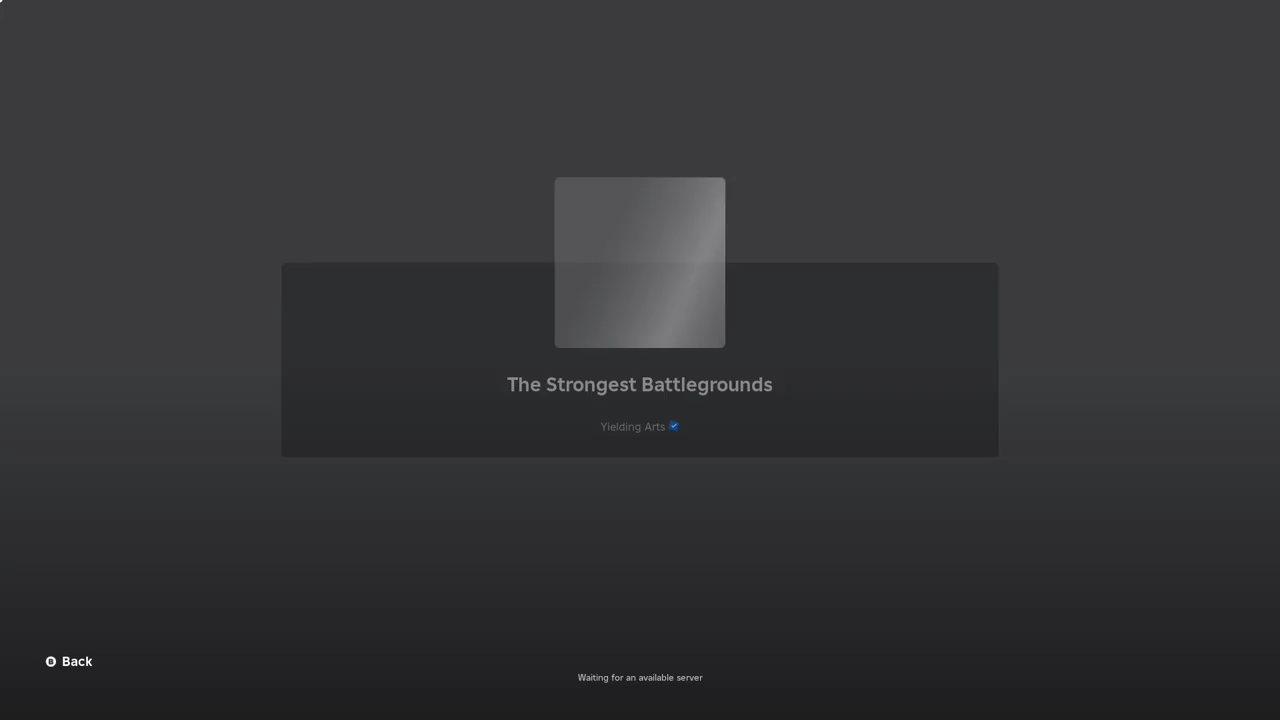 The Strongest Battlegrounds
Yielding Arts
B Back
Waiting for an available server